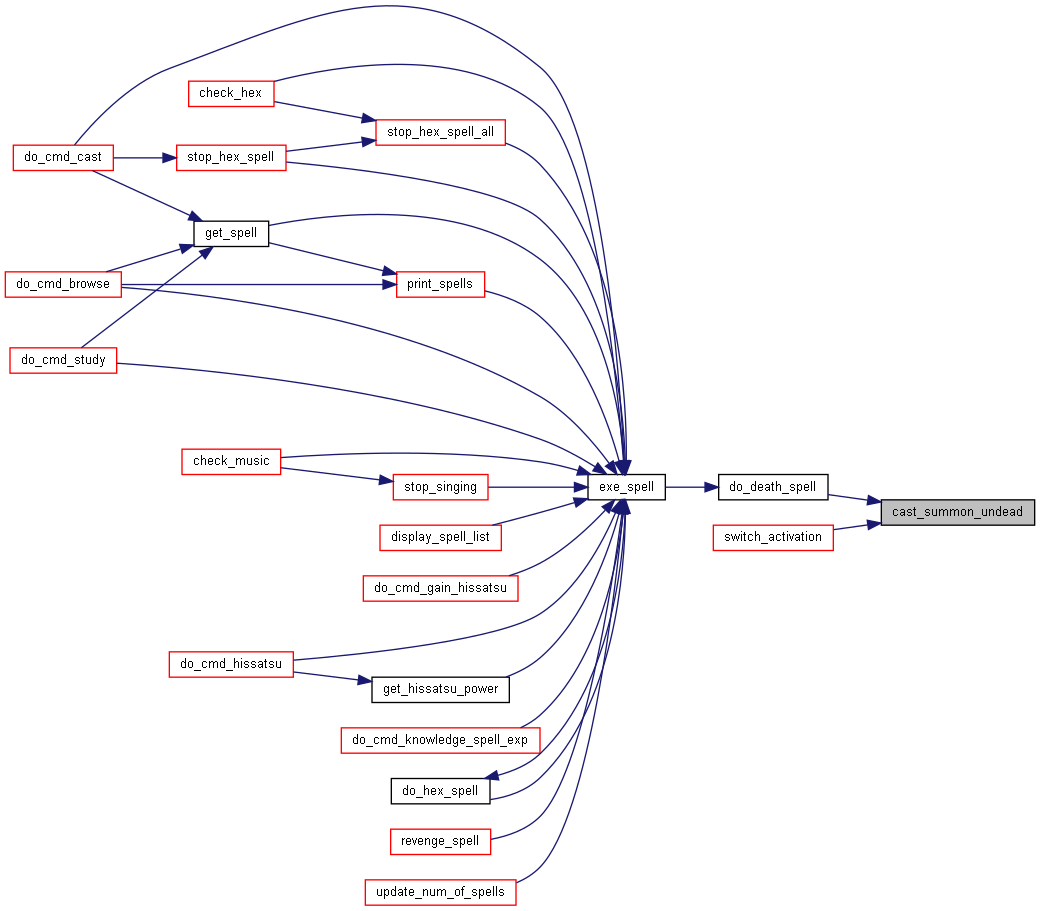 check_hex
stop_hex_spell_all
do_cmd_cast
stop_hex_spell
get_spell
do_cmd_browse
print_spells
do_cmd_study
check_music
stop_singing
exe_spell
do_death_spell
cast_summon_undead
display_spell_list
switch_activation
do_cmd_gain_hissatsu
do_cmd_hissatsu
get_hissatsu_power
do_cmd_knowledge_spell_exp
do_hex_spell
revenge_spell
update_num_of_spells